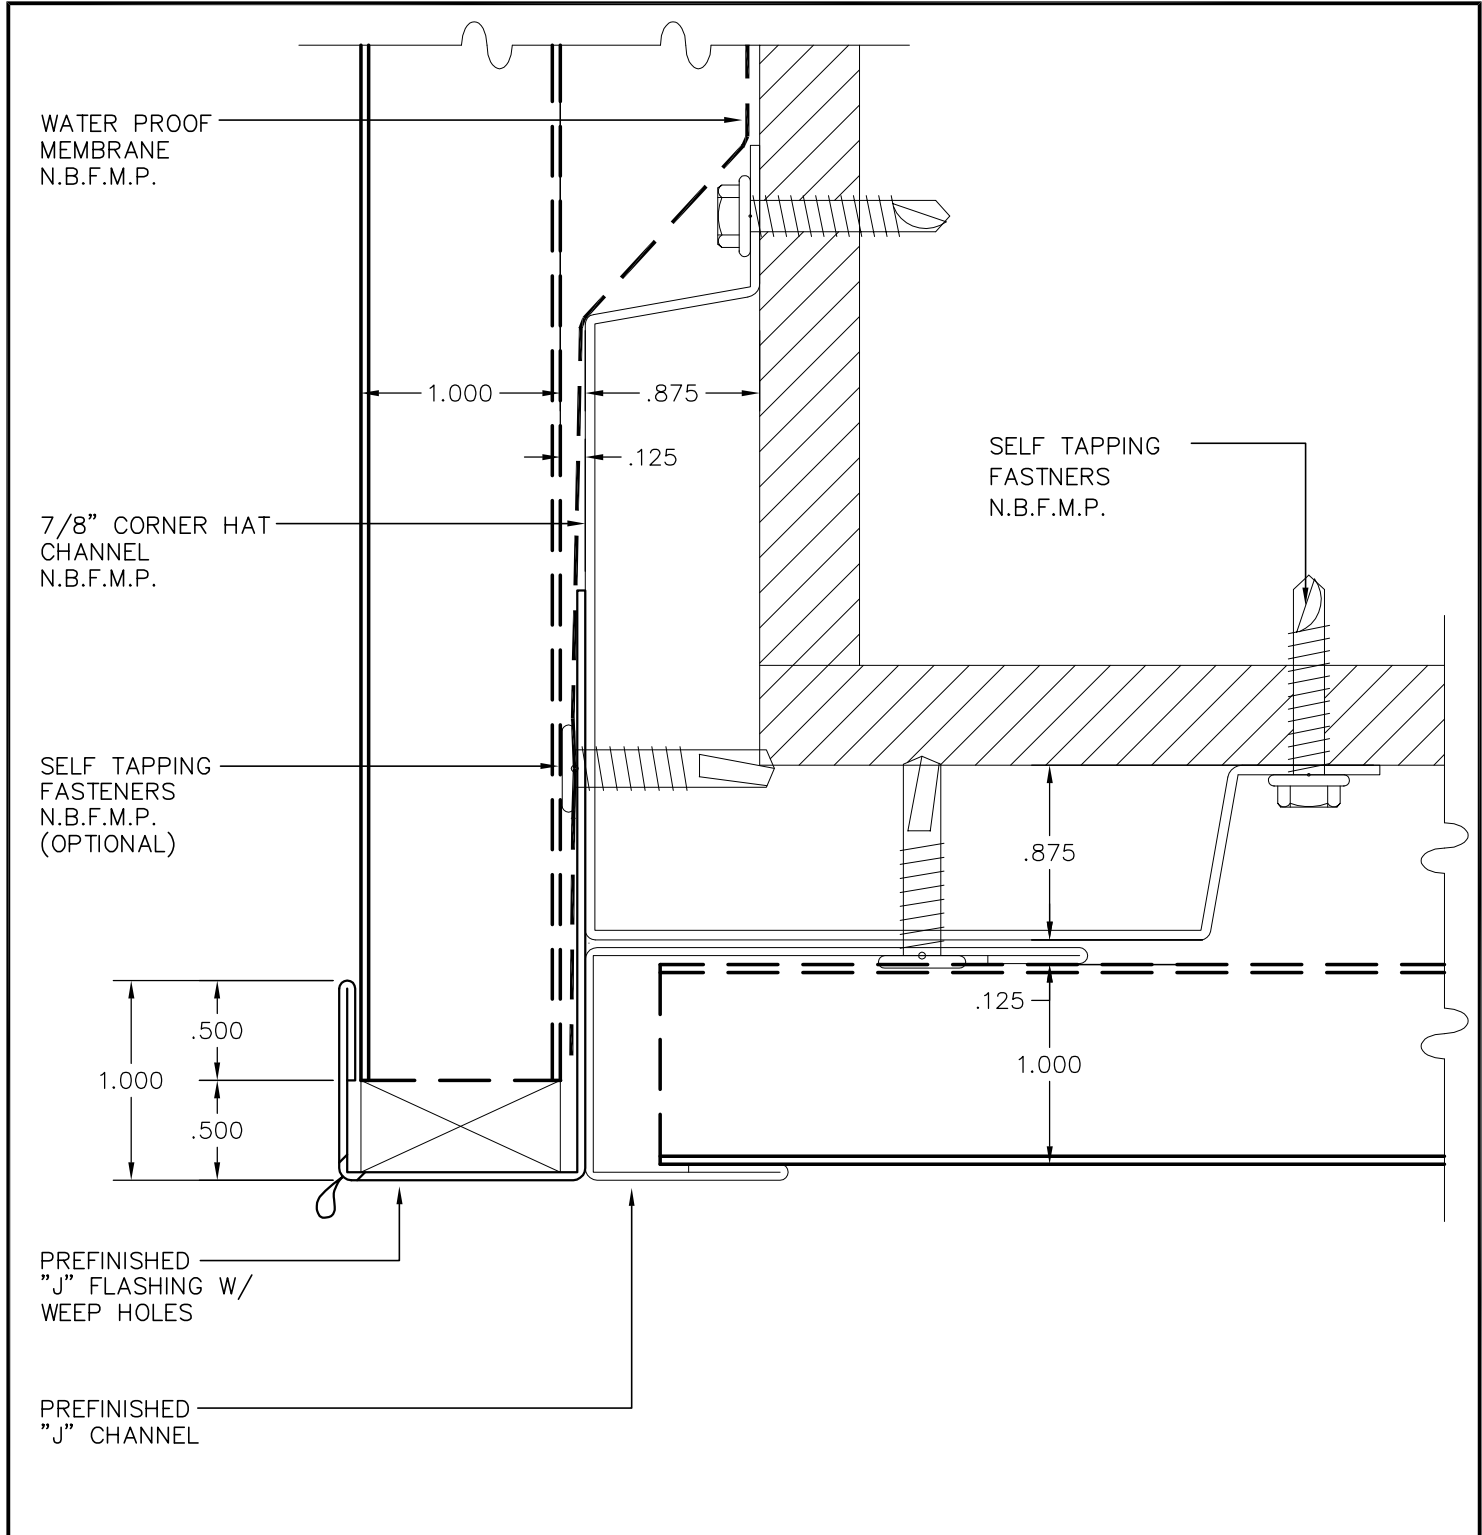 WATER PROOF
MEMBRANE
N.B.F.M.P.
1.000
.875
.125
SELF TAPPING
FASTNERS
N.B.F.M.P.
7/8” CORNER HAT
CHANNEL
N.B.F.M.P.
SELF TAPPING
FASTENERS
N.B.F.M.P.
(OPTIONAL)
.875
.125
1.000
.500
1.000
.500
PREFINISHED
”J” FLASHING W/
WEEP HOLES
PREFINISHED
”J” CHANNEL